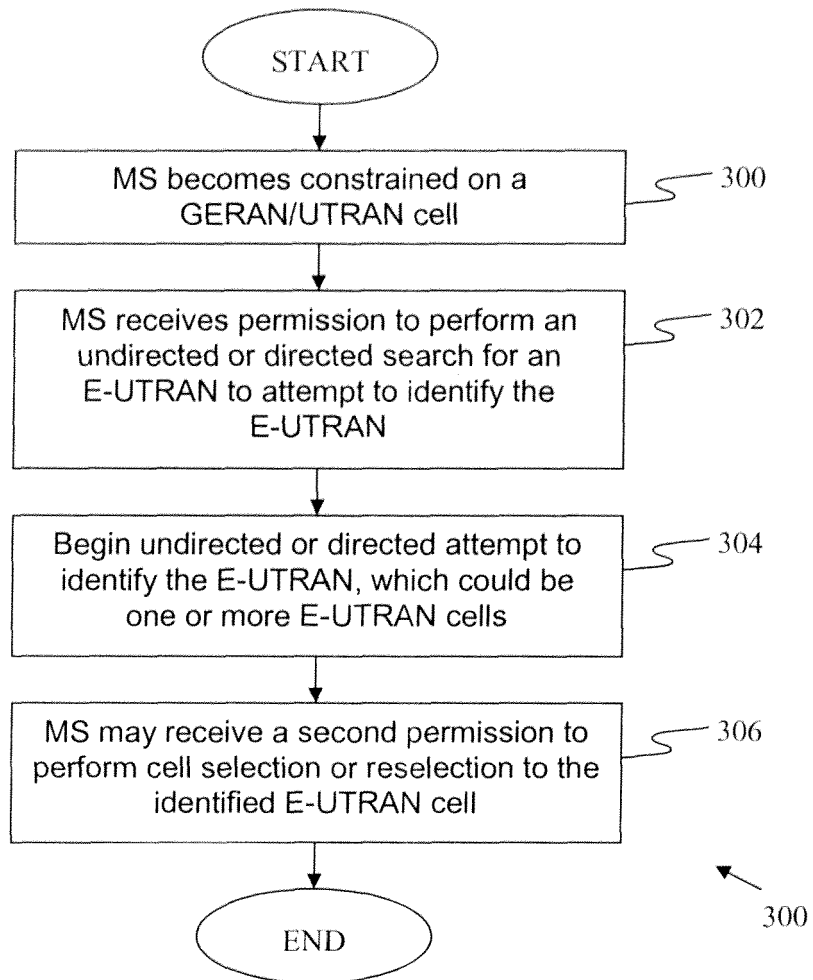 START
MS becomes constrained on a
GERAN/UTRAN cell
300
MS receives permission to perform an
undirected or directed search for an
E-UTRAN to attempt to identify the
E-UTRAN
302
Begin undirected or directed attempt to
identify the E-UTRAN, which could be
one or more E-UTRAN cells
304
MS may receive a second permission to
perform cell selection or reselection to the
identified E-UTRAN cell
306
END
300